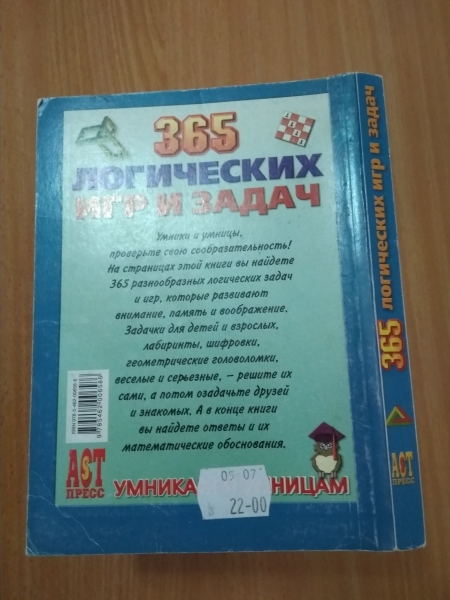 365
ЛОГИЧЕСКИХ
ИГР И ЗАДАЧ
Умники и умницы,
проверьте свою сообразительность!
На страницах этой книги вы найдете
365 разнообразных логических задач
и игр, которые развивают
внимание, память и воображение.
Задачки для детей и взрослых,
лабиринты, шифровки,
геометрические головоломки,
веселые и серьезные, – решите их
сами, а потом озадачьте друзей
и знакомых. А в конце книги
вы найдете ответы и их
математические обоснования.
9785462006586
АСТ
ПРЕСС
05 07
22-00
365 логических игр и задач
АСТ
ПРЕСС